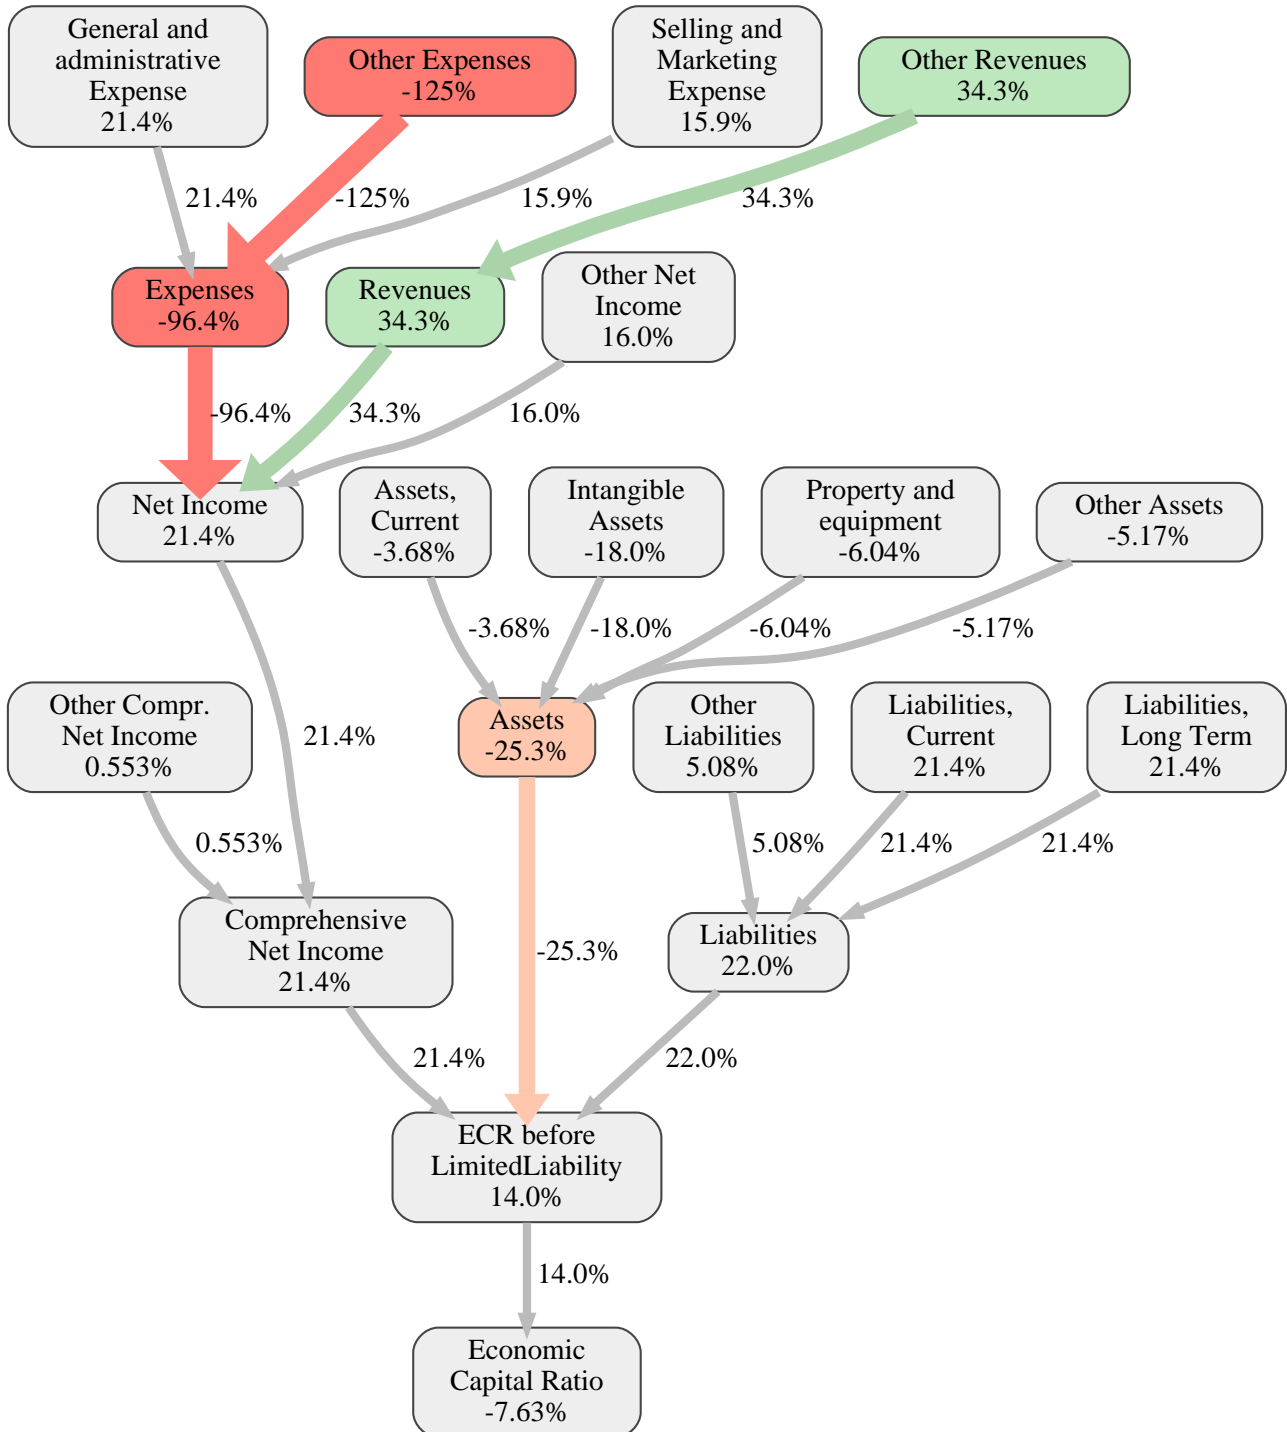 General and
administrative
Expense
21.4%
Other Expenses
-125%
Selling and
Marketing
Expense
15.9%
Other Revenues
34.3%
21.4%
-125%
15.9%
34.3%
Expenses
-96.4%
Revenues
34.3%
Other Net
Income
16.0%
-96.4%
34.3%
16.0%
Net Income
21.4%
Assets,
Current
-3.68%
Intangible
Assets
-18.0%
Property and
equipment
-6.04%
Other Assets
-5.17%
-3.68%
-18.0%
-6.04%
-5.17%
Other Compr.
Net Income
0.553%
21.4%
Assets
-25.3%
Other
Liabilities
5.08%
Liabilities,
Current
21.4%
Liabilities,
Long Term
21.4%
0.553%
5.08%
21.4%
21.4%
Comprehensive
Net Income
21.4%
-25.3%
Liabilities
22.0%
21.4%
22.0%
ECR before
LimitedLiability
14.0%
14.0%
Economic
Capital Ratio
-7.63%